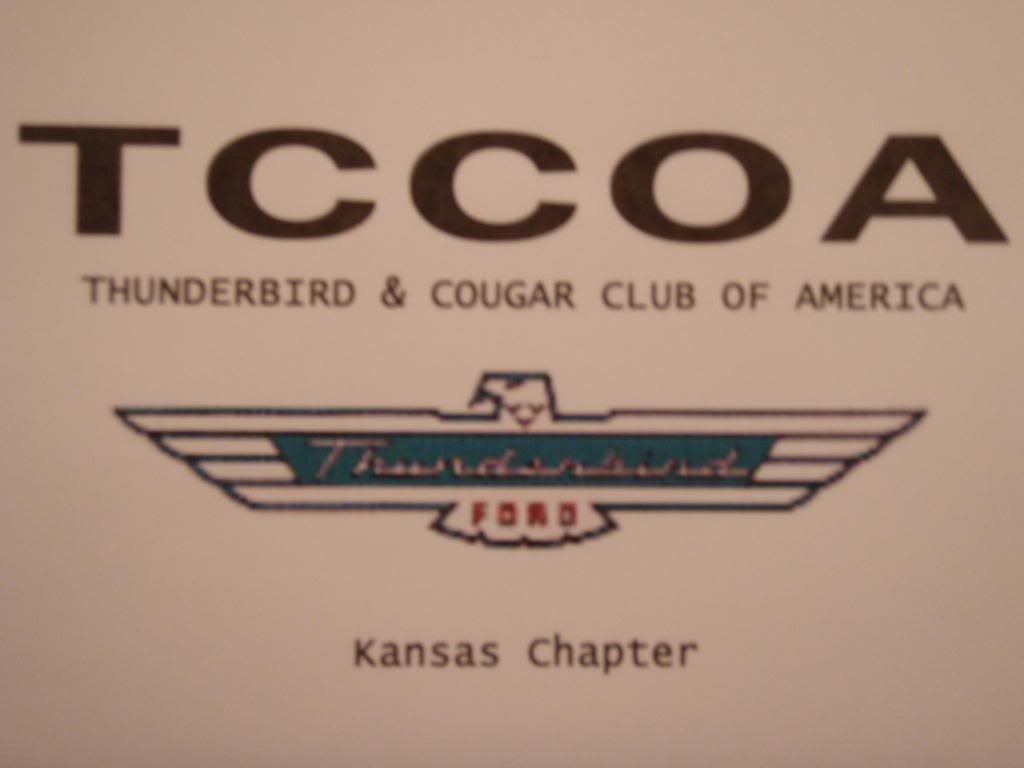 TCCOA
THUNDERBIRD & COUGAR CLUB OF AMERICA
Thunderbird
FORD
Kansas Chapter